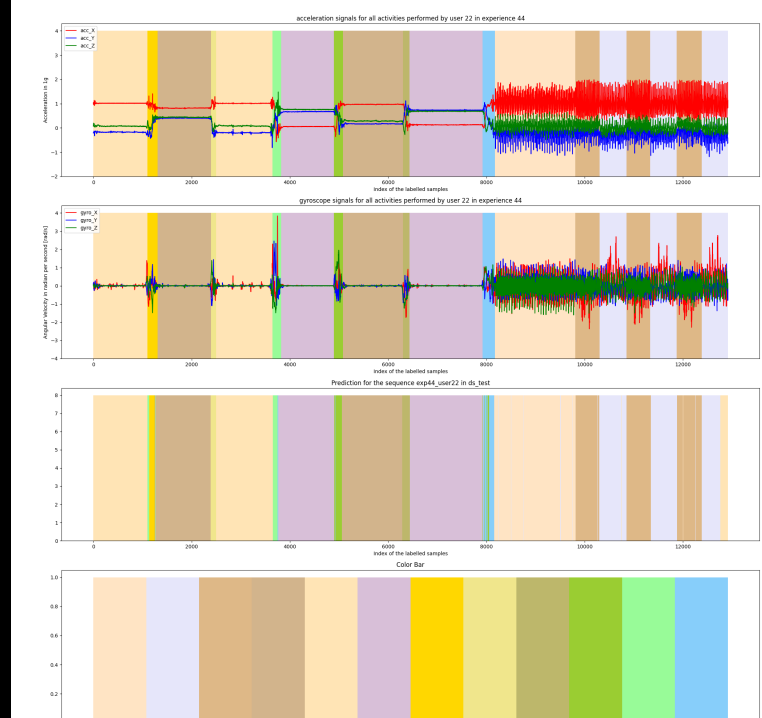 acceleration signals for all activities performed by user 22 in experience 44
acc_X
acc_Y
acc_Z
Acceleration in 1g
4
3
2
1
0
−1
−2
0 2000 4000 6000 8000 10000 12000
Index of the labelled samples
gyroscope signals for all activities performed by user 22 in experience 44
gyro_X
gyro_Y
gyro_Z
Angular Velocity in radian per second [rad/s]
4
3
2
1
0
−1
−2
−3
−4
0 2000 4000 6000 8000 10000 12000
Index of the labelled samples
Prediction for the sequence exp44_user22 in ds_test
8
7
6
5
4
3
2
1
0
0 2000 4000 6000 8000 10000 12000
Index of the labelled samples
Color Bar
1.0
0.8
0.6
0.4
0.2